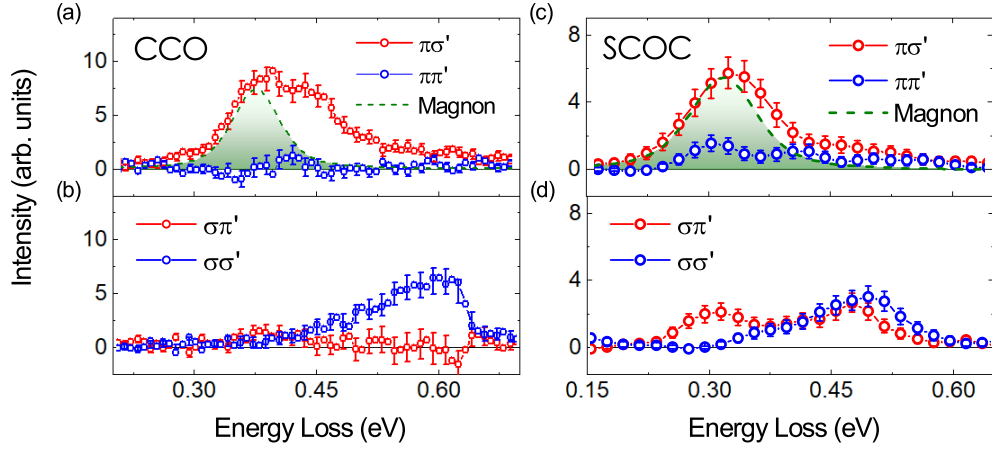 (a)
CCO
πσ'
ππ'
Magnon
10
5
0
(b)
σπ'
σσ'
10
5
0
0.30 0.45 0.60
Energy Loss (eV)
Intensity (arb. units)
(c)
SCOC
πσ'
ππ'
Magnon
8
4
0
(d)
σπ'
σσ'
8
4
0
0.15 0.30 0.45 0.60
Energy Loss (eV)